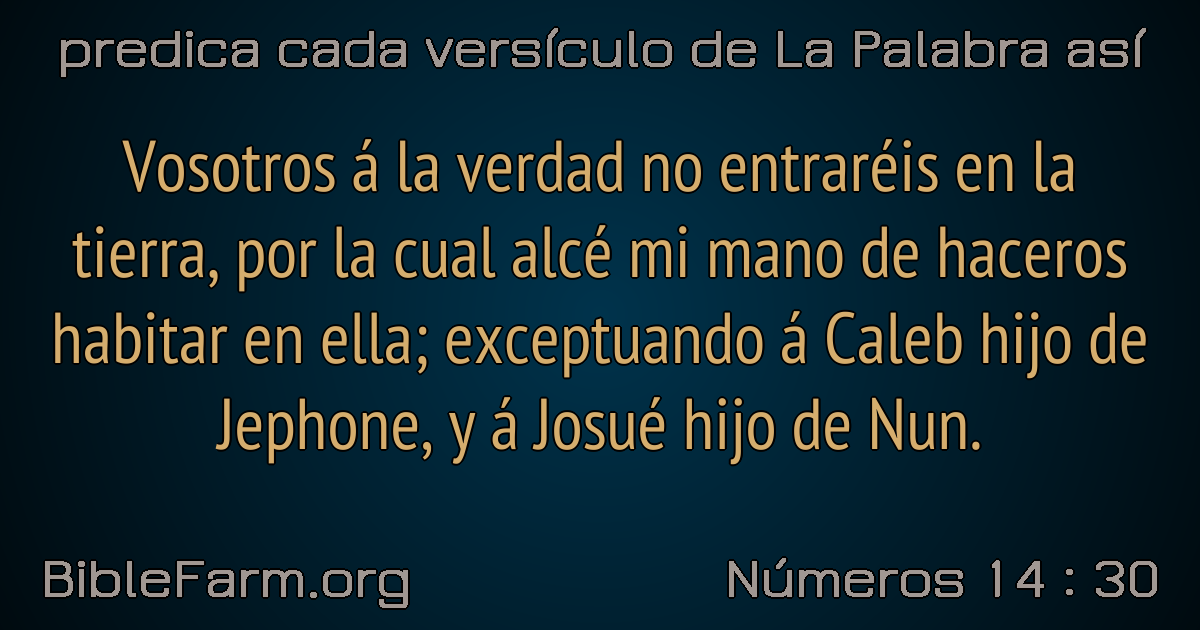 predica cada versículo de La Palabra así
Vosotros á la verdad no entraréis en la
tierra, por la cual alcé mi mano de haceros
habitar en ella; exceptuando á Caleb hijo de
Jephone, y á Josué hijo de Nun.
BibleFarm.org
Números 14 : 30